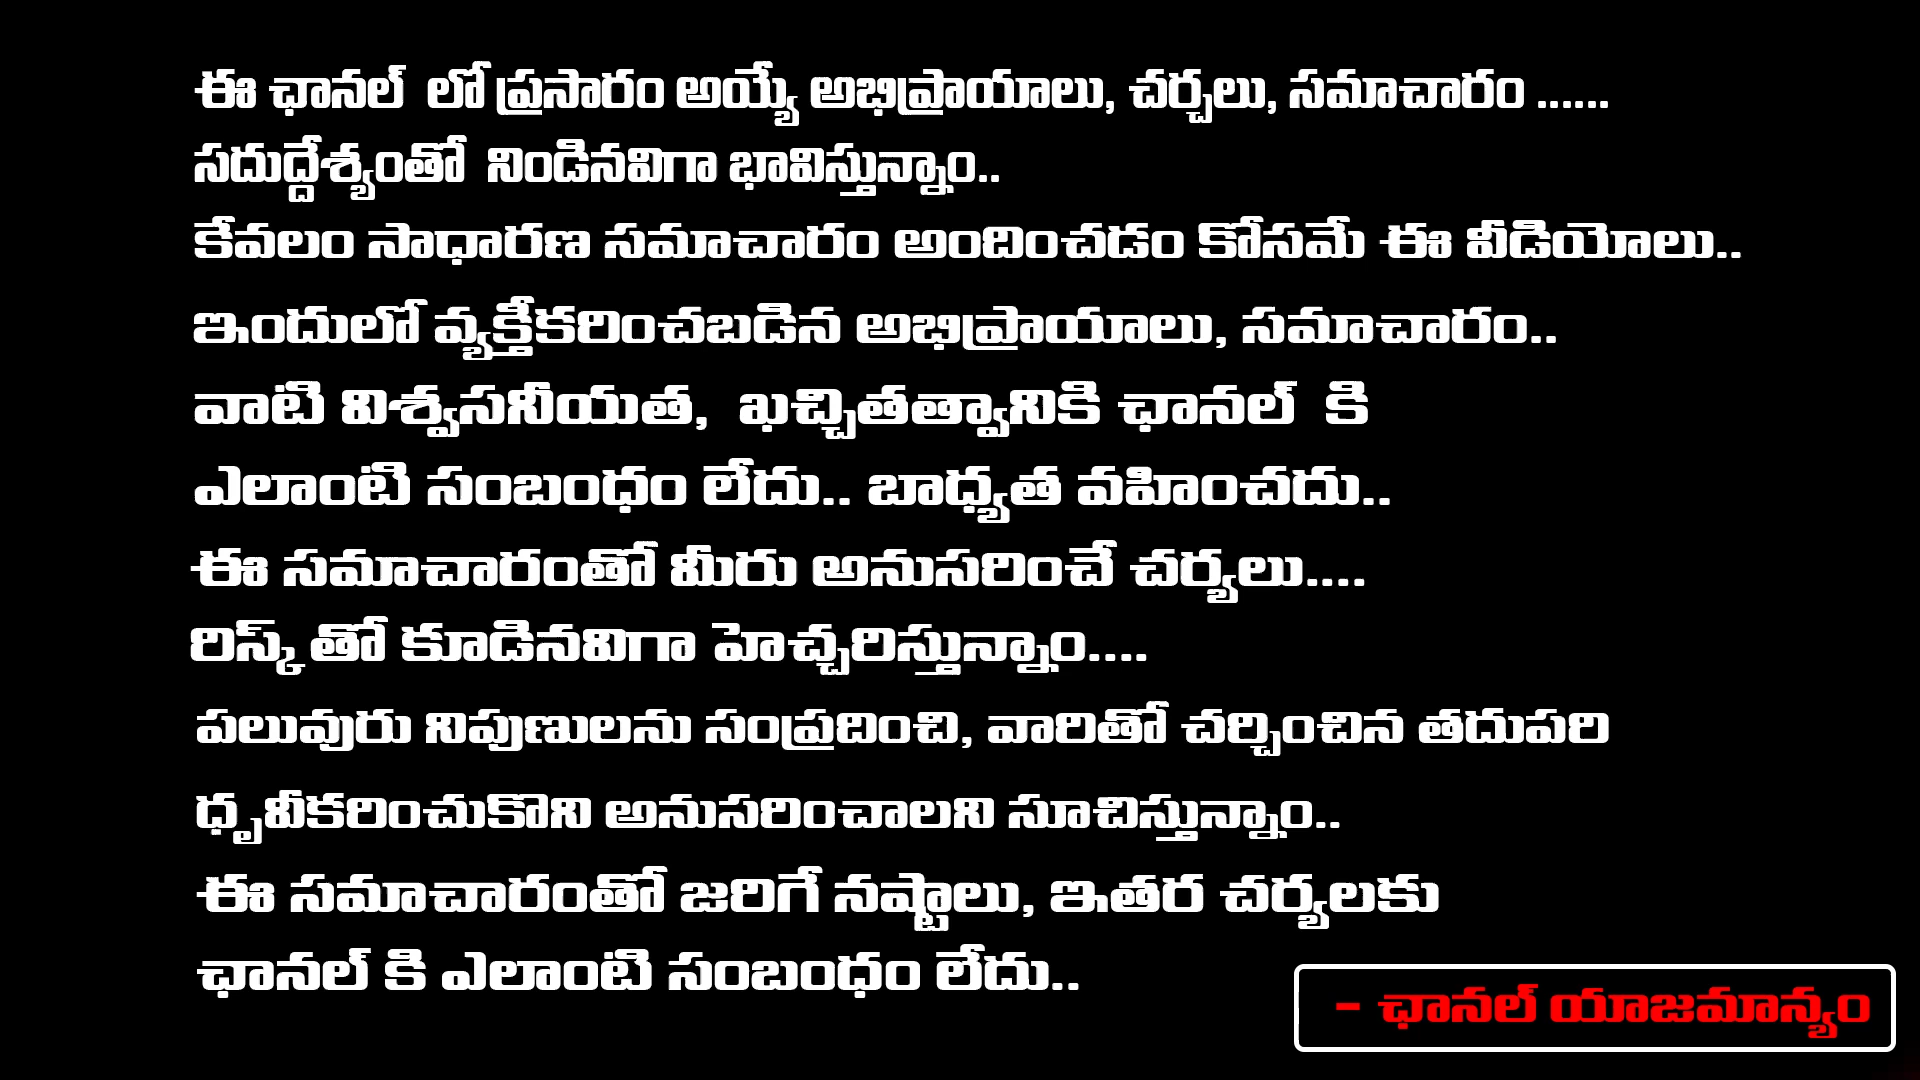 ఈ ఛానల్ లో ప్రసారం అయ్యే అభిప్రాయాలు, చర్చలు, సమాచారం ......
సదుద్దేశ్యంతో నిండినవిగా భావిస్తున్నాం..
కేవలం సాధారణ సమాచారం అందించడం కోసమే ఈ వీడియోలు..
ఇందులో వ్యక్తీకరించబడిన అభిప్రాయాలు, సమాచారం..
వాటి విశ్వసనీయత, ఖచ్చితత్వానికి ఛానల్ కి
ఎలాంటి సంబంధం లేదు.. బాధ్యత వహించదు..
ఈ సమాచారంతో మీరు అనుసరించే చర్యలు....
రిస్క్ తో కూడినవిగా హెచ్చరిస్తున్నాం....
పలువురు నిపుణులను సంప్రదించి, వారితో చర్చించిన తదుపరి
ధృవీకరించుకొని అనుసరించాలని సూచిస్తున్నాం..
ఈ సమాచారంతో జరిగే నష్టాలు, ఇతర చర్యలకు
ఛానల్ కి ఎలాంటి సంబంధం లేదు..
- ఛానల్ యాజమాన్యం